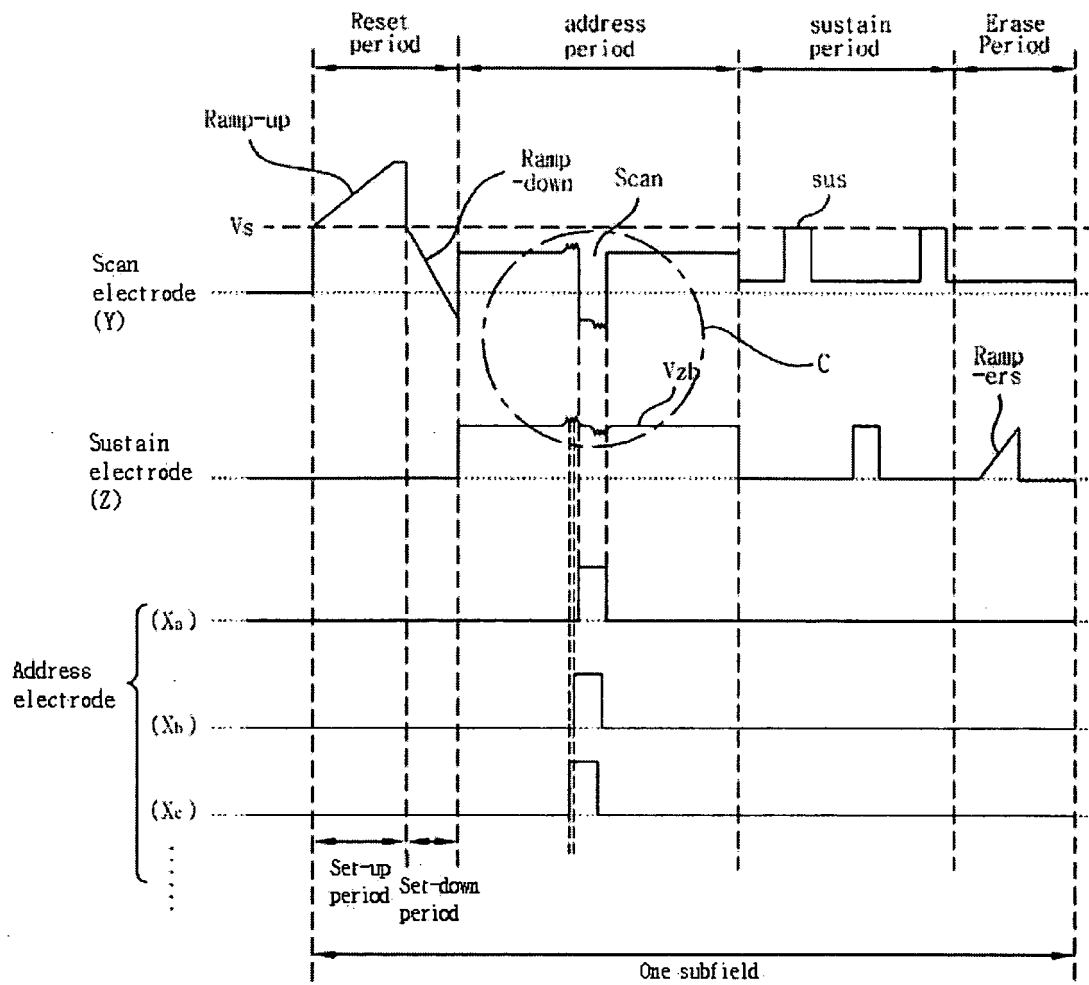 Reset
period
address
period
sustain
period
Erase
Period
Ramp-up
Ramp
-down
Scan
sus
Vs
Scan
electrode
(Y)
C
Vzb
Ramp
-ers
Sustain
electrode
(Z)
(Xa)
Address
electrode
(Xb)
(Xc)
Set-up
period
Set-down
period
One subfield